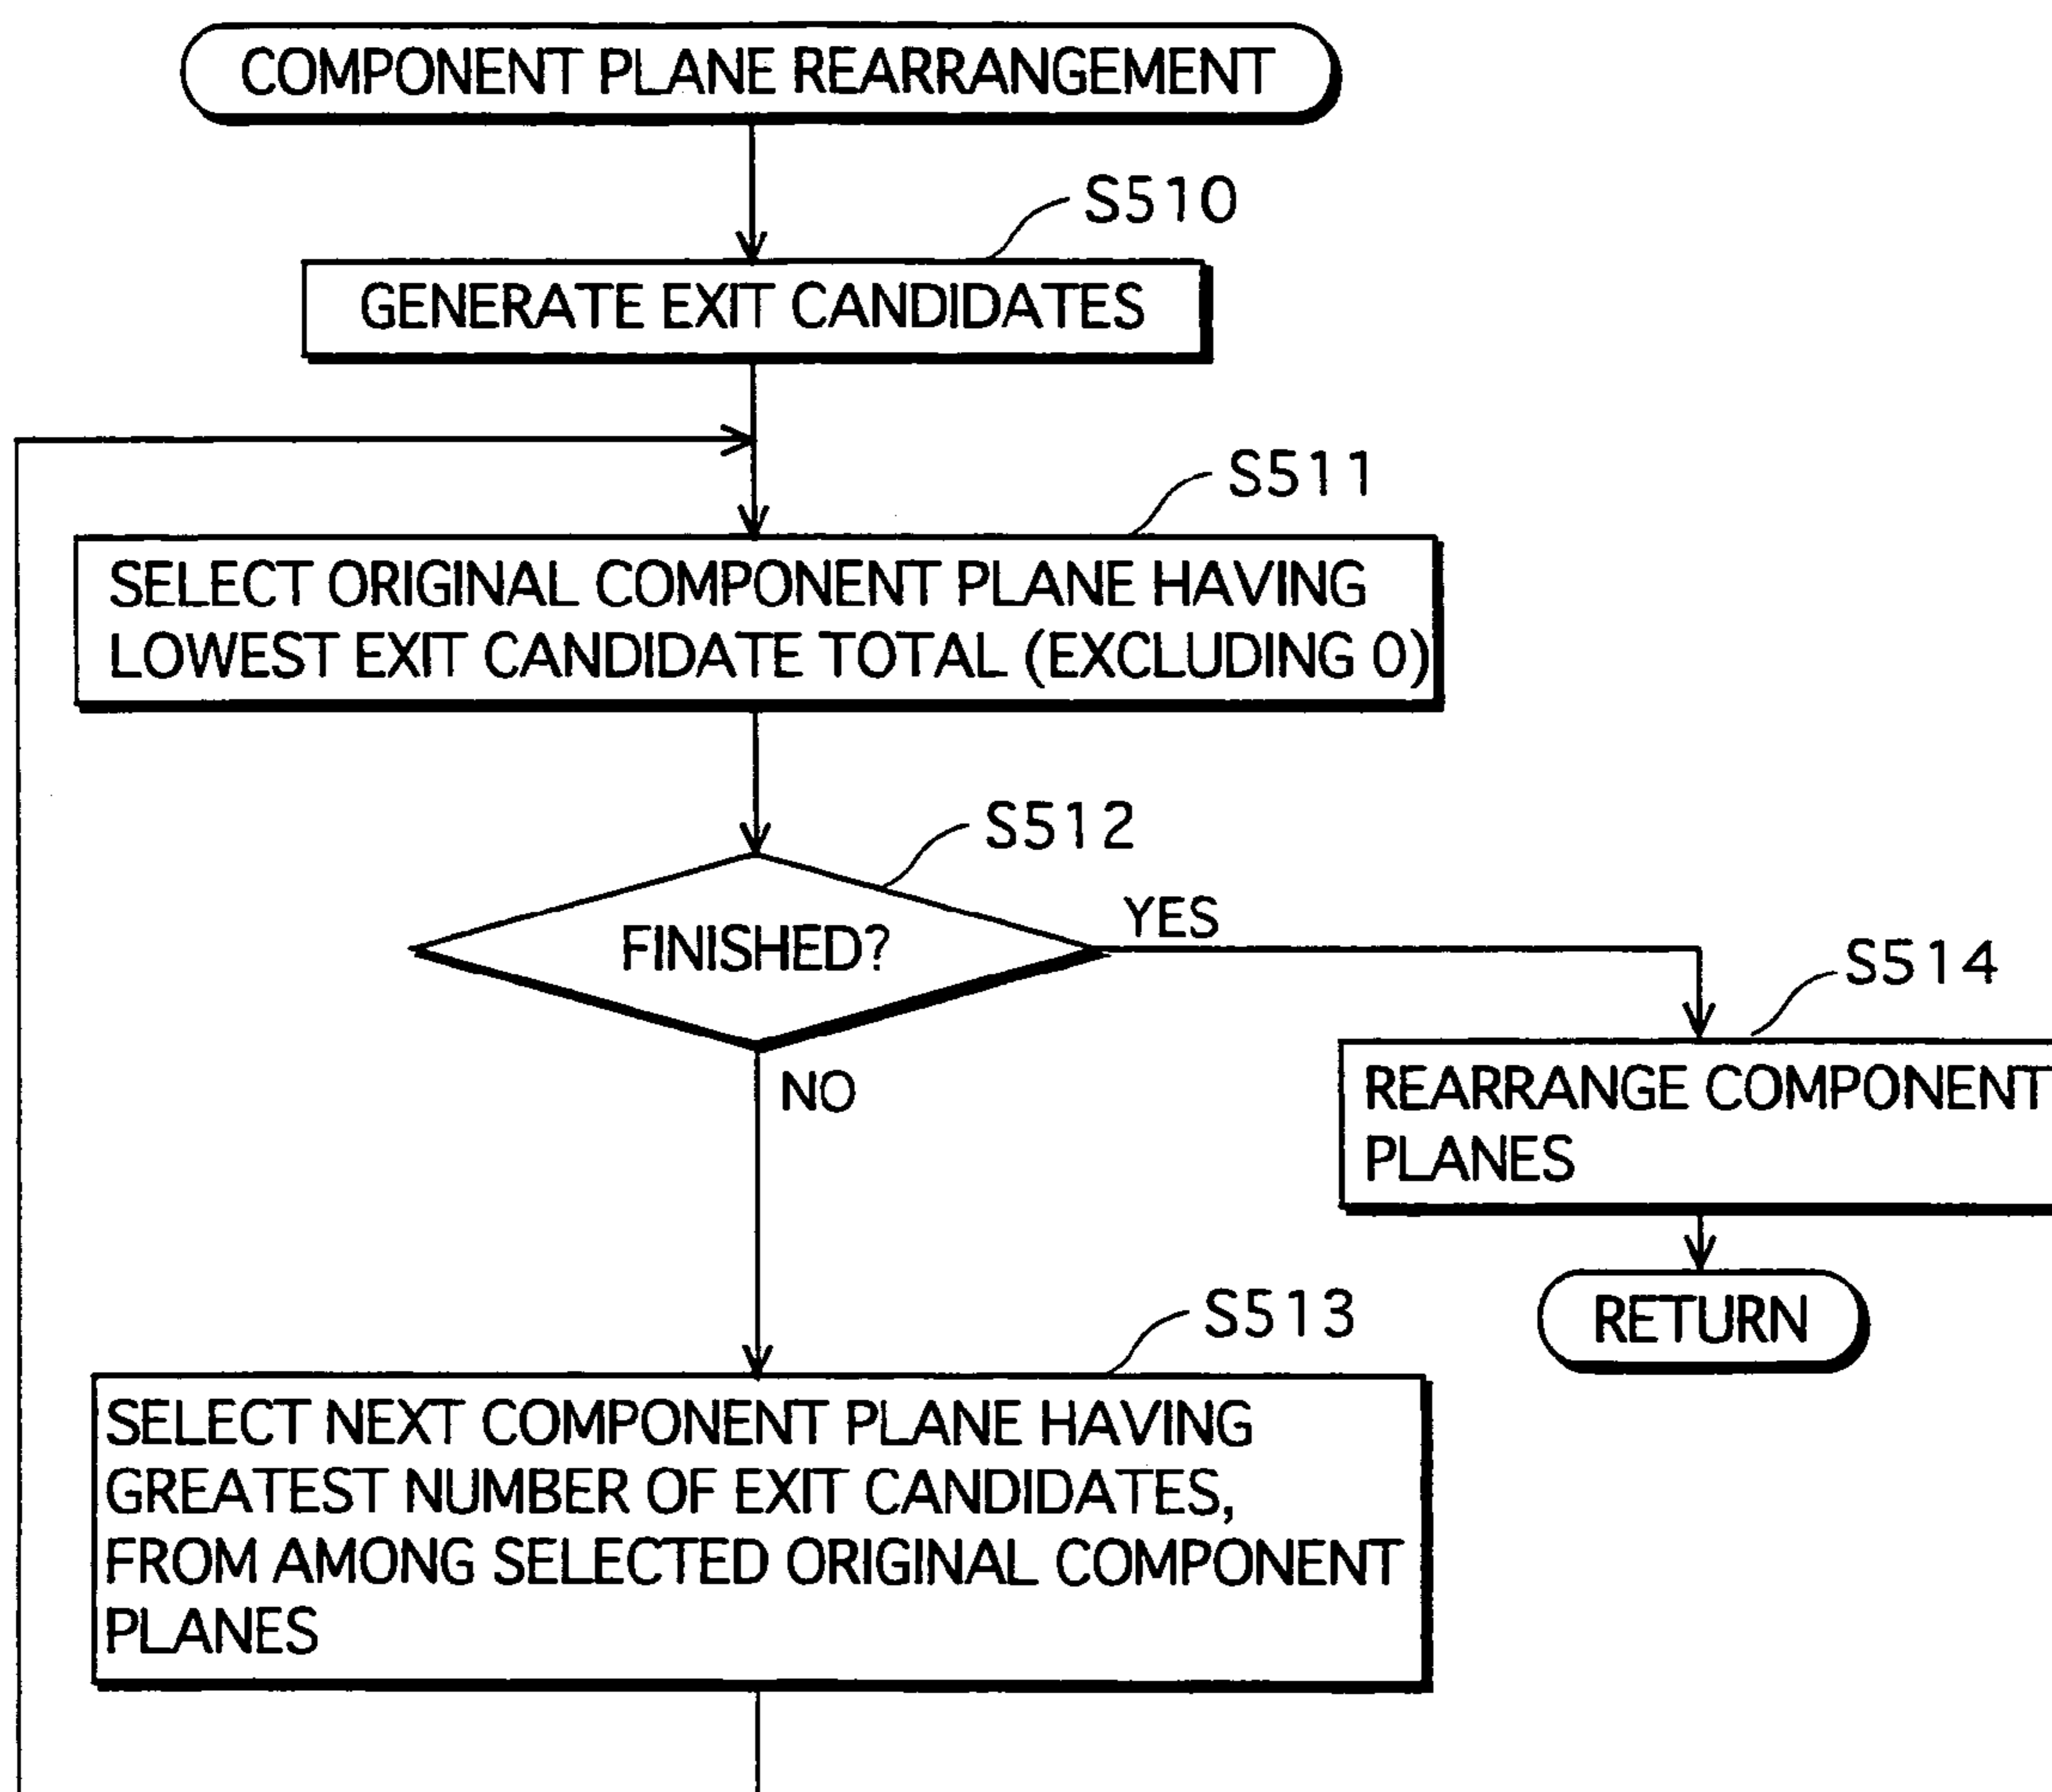 COMPONENT PLANE REARRANGEMENT
S510
GENERATE EXIT CANDIDATES
S511
SELECT ORIGINAL COMPONENT PLANE HAVING
LOWEST EXIT CANDIDATE TOTAL (EXCLUDING 0)
S512
FINISHED?
YES
S514
REARRANGE COMPONENT
PLANES
NO
RETURN
S513
SELECT NEXT COMPONENT PLANE HAVING
GREATEST NUMBER OF EXIT CANDIDATES,
FROM AMONG SELECTED ORIGINAL COMPONENT
PLANES